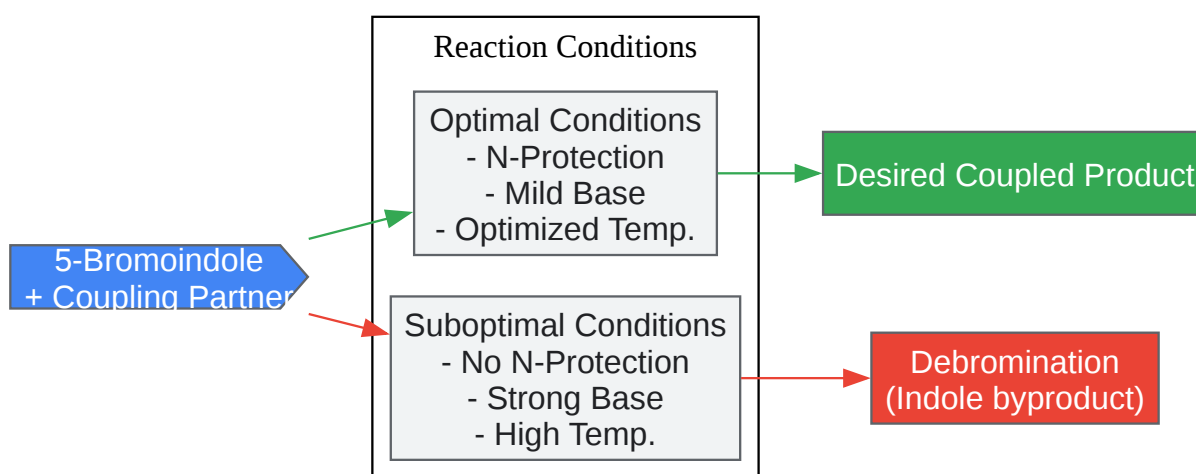 Reaction Conditions
Optimal Conditions
- N-Protection
- Mild Base
- Optimized Temp.
Desired Coupled Product
5-Bromoindole
+ Coupling Partner
Suboptimal Conditions
- No N-Protection
- Strong Base
- High Temp.
Debromination
(Indole byproduct)